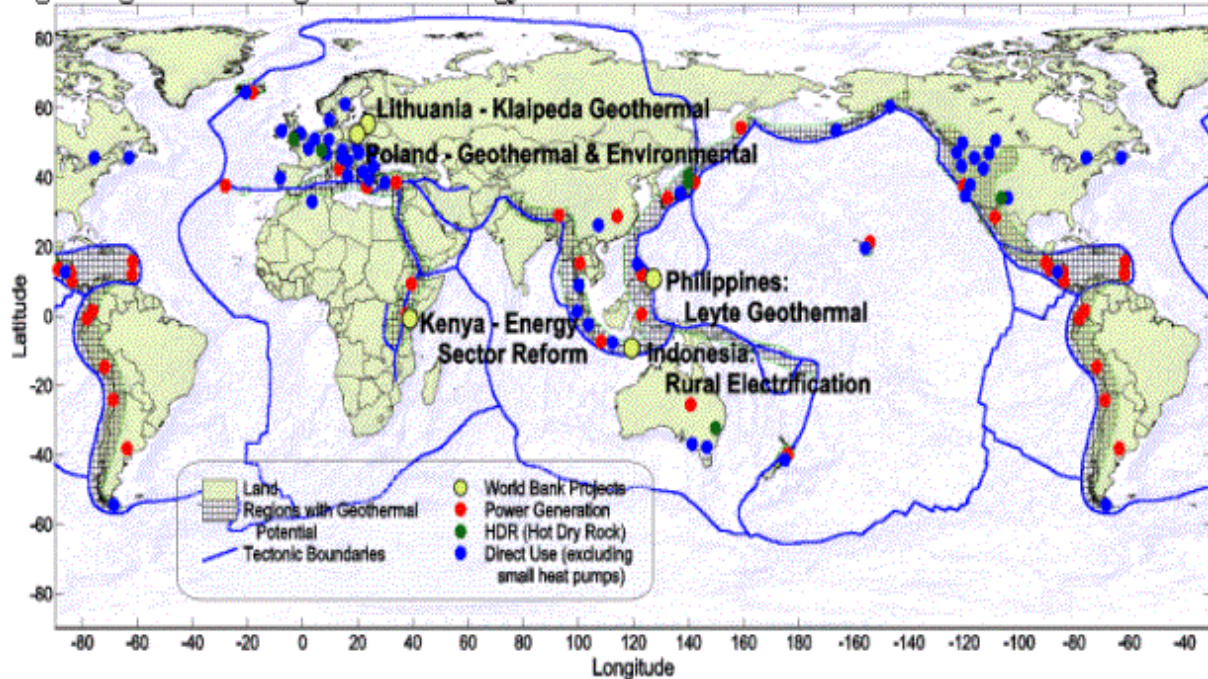 80
60
40
20
0
-20
-40
-60
-80
Latitude
Lithuania - Klaipeda Geothermal
Poland - Geothermal & Environmental
Philippines:
Leyte Geothermal
Kenya - Energy
Sector Reform
Indonesia:
Rural Electrification
Land
Regions with Geothermal
Potential
Tectonic Boundaries
World Bank Projects
Power Generation
HDR (Hot Dry Rock)
Direct Use (excluding
small heat pumps)
-80 -60 -40 -20 0 20 40 60 80 100 120 140 160 180 -160 -140 -120 -100 -80 -60 -40
Longitude